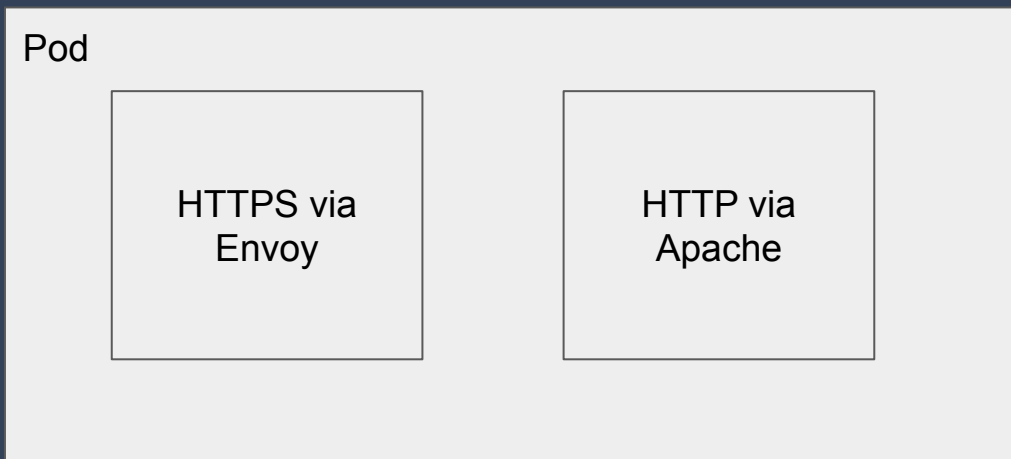 Pod
HTTPS via
Envoy
HTTP via
Apache